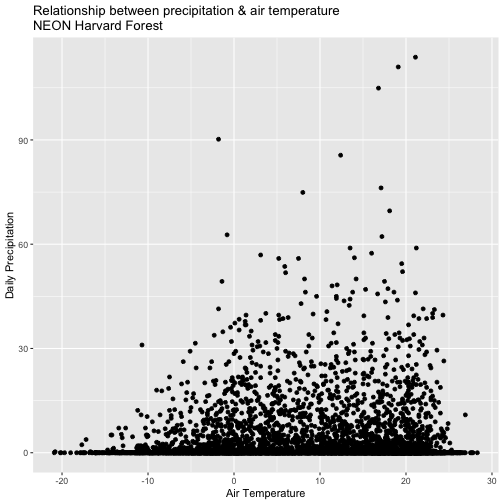 Relationship between precipitation & air temperature
NEON Harvard Forest
90
60
30
0
Daily Precipitation
-20 -10 0 10 20 30
Air Temperature